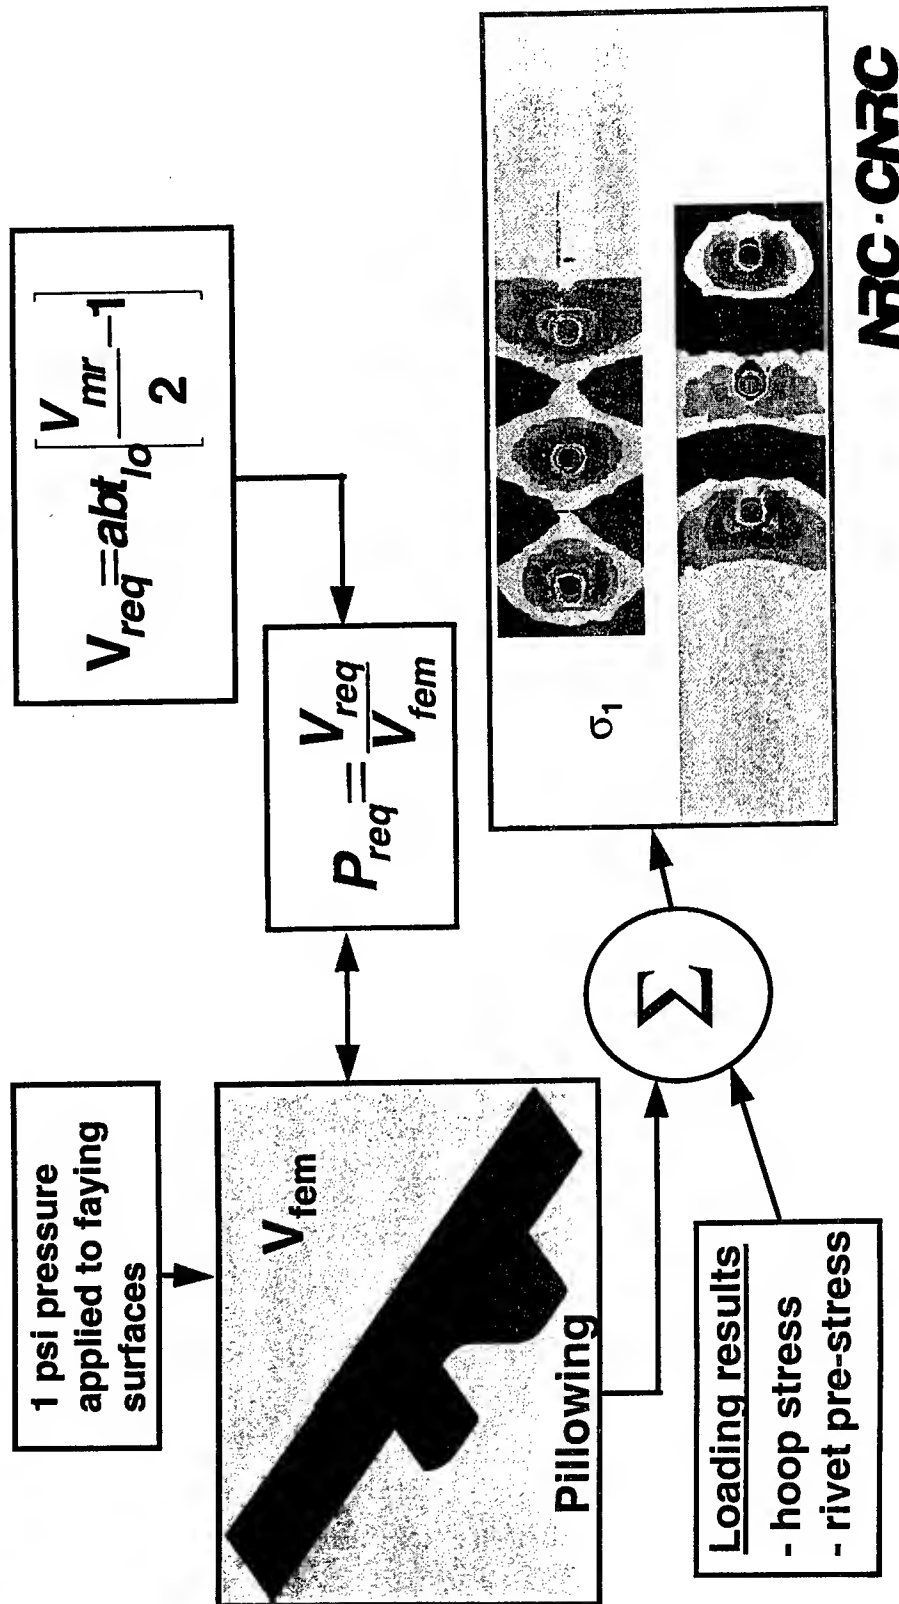 1 psi pressure
applied to faying
surfaces
V_fem
Pillowing
Loading results
- hoop stress
- rivet pre-stress
V_req = abt_lo [V_mr - 1 / 2]
P_req = V_req / V_fem
Σ
σ1
NRC·CNRC